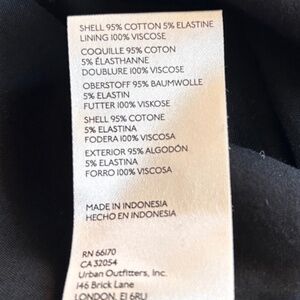 SHELL 95% COTTON 5% ELASTINE
LINING 100% VISCOSE
COQUILLE 95% COTON
5% ÉLASTHANNE
DOUBLURE 100% VISCOSE
OBERSTOFF 95% BAUMWOLLE
5% ELASTIN
FUTTER 100% VISKOSE
SHELL 95% COTONE
5% ELASTINA
FODERA 100% VISCOSA
EXTERIOR 95% ALGODÓN
5% ELASTINA
FORRO 100% VISCOSA
MADE IN INDONESIA
HECHO EN INDONESIA
RN 66170
CA 32054
Urban Outfitters, Inc.
146 Brick Lane
LONDON, E1 6RU